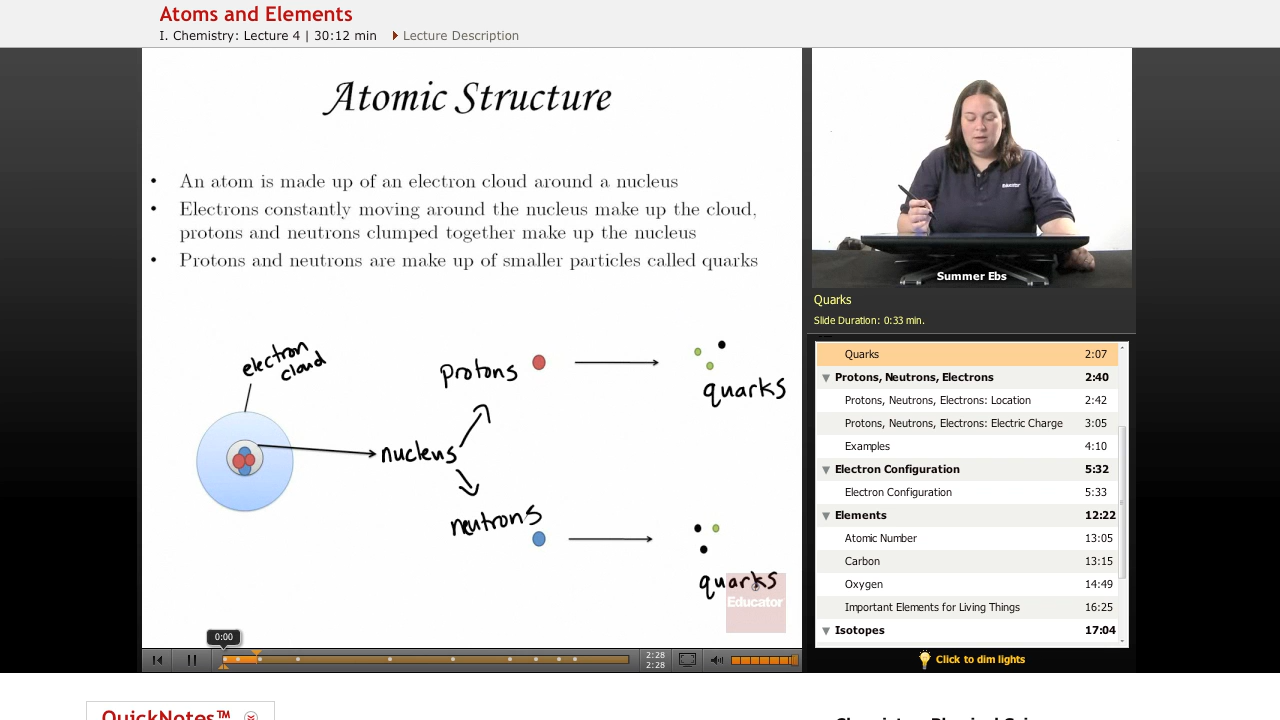 Atoms and Elements
I. Chemistry: Lecture 4 | 30:12 min Lecture Description
Atomic Structure
• An atom is made up of an electron cloud around a nucleus
• Electrons constantly moving around the nucleus make up the cloud,
protons and neutrons clumped together make up the nucleus
• Protons and neutrons are make up of smaller particles called quarks
electron
cloud
protons
quarks
nucleus
neutrons
quarks
Educator
0:00
2:28
2:28
Educator
Summer Ebs
Quarks
Slide Duration: 0:33 min.
Quarks 2:07
Protons, Neutrons, Electrons 2:40
Protons, Neutrons, Electrons: Location 2:42
Protons, Neutrons, Electrons: Electric Charge 3:05
Examples 4:10
Electron Configuration 5:32
Electron Configuration 5:33
Elements 12:22
Atomic Number 13:05
Carbon 13:15
Oxygen 14:49
Important Elements for Living Things 16:25
Isotopes 17:04
Click to dim lights
QuickNotes™